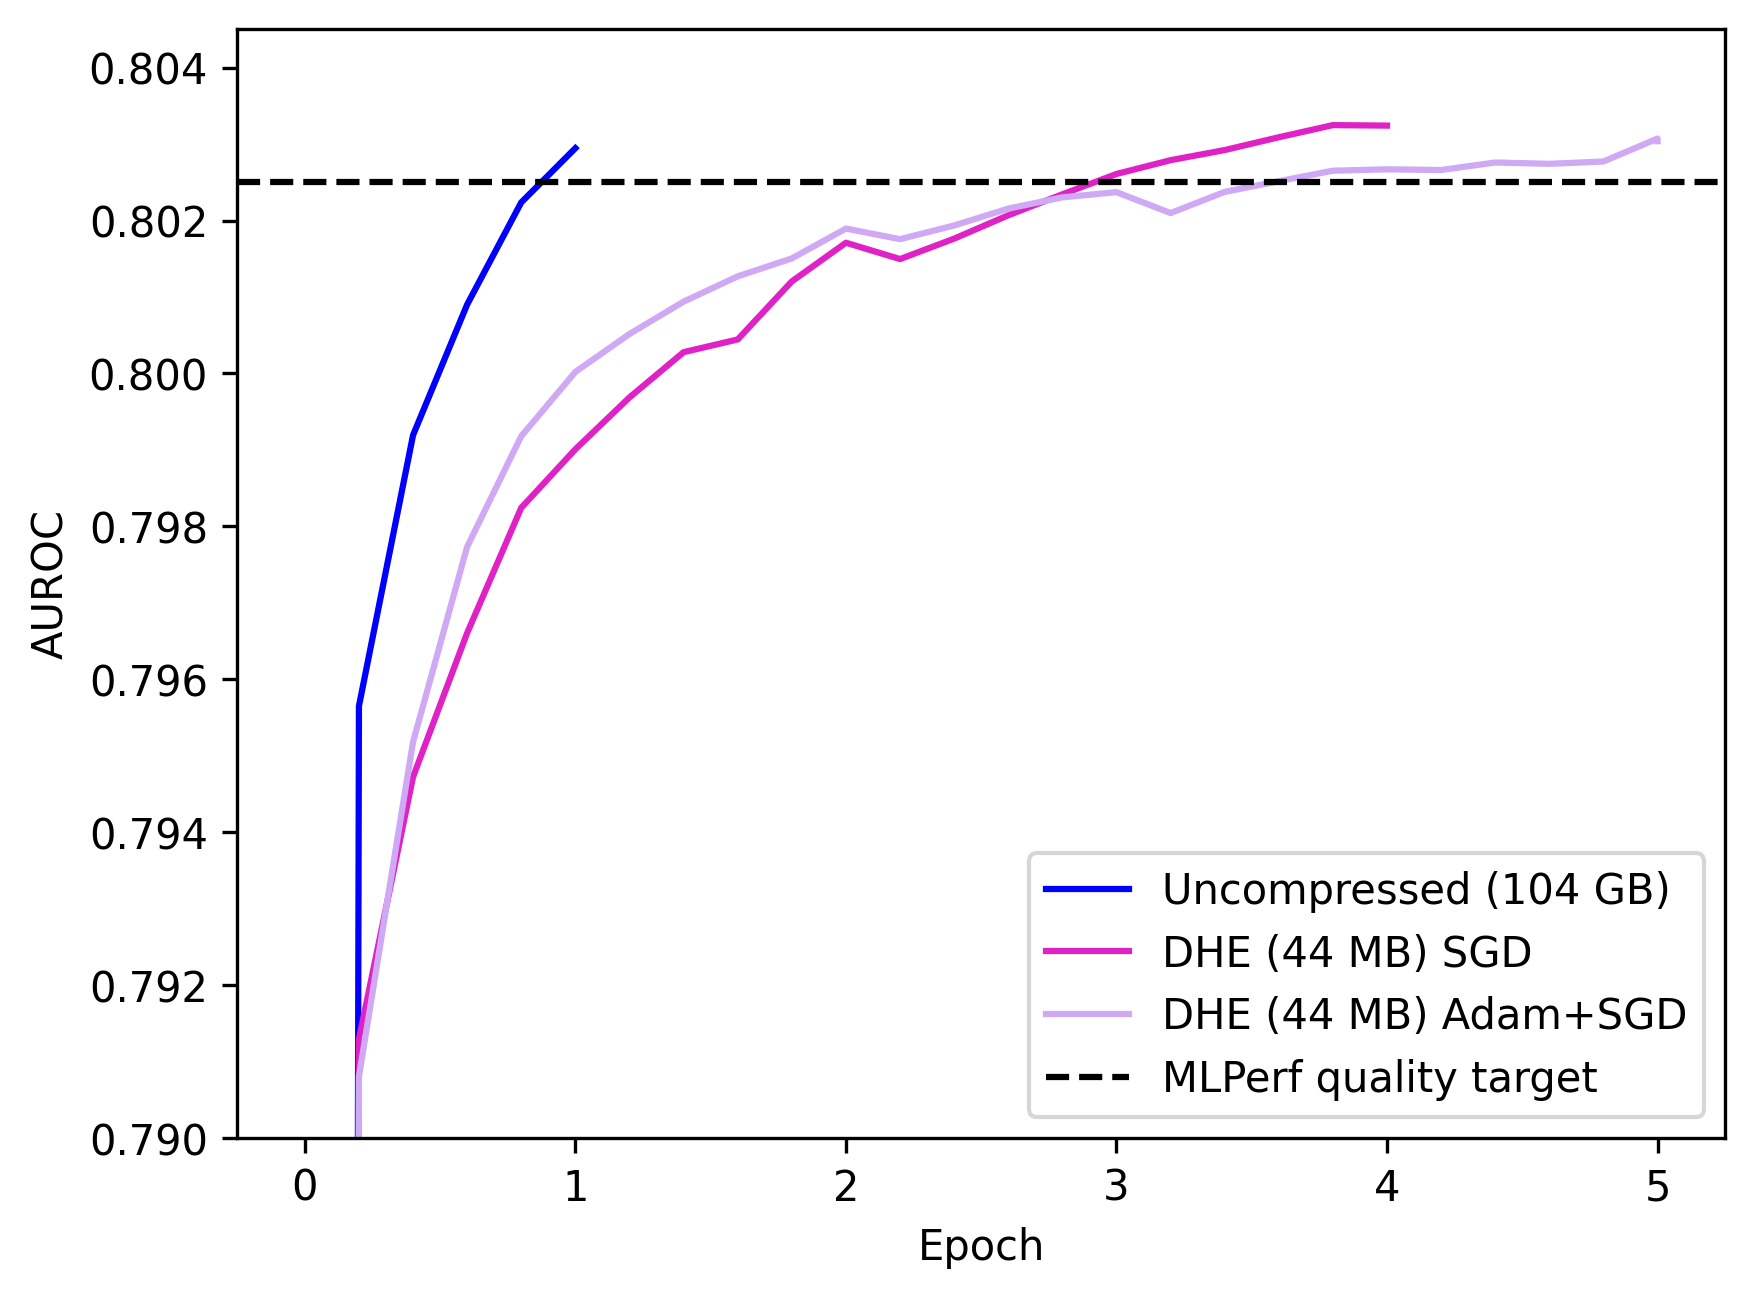 0.804
0.802
0.800
0.798
0.796
0.794
0.792
0.790
AUROC
0 1 2 3 4 5
Epoch
Uncompressed (104 GB)
DHE (44 MB) SGD
DHE (44 MB) Adam+SGD
MLPerf quality target